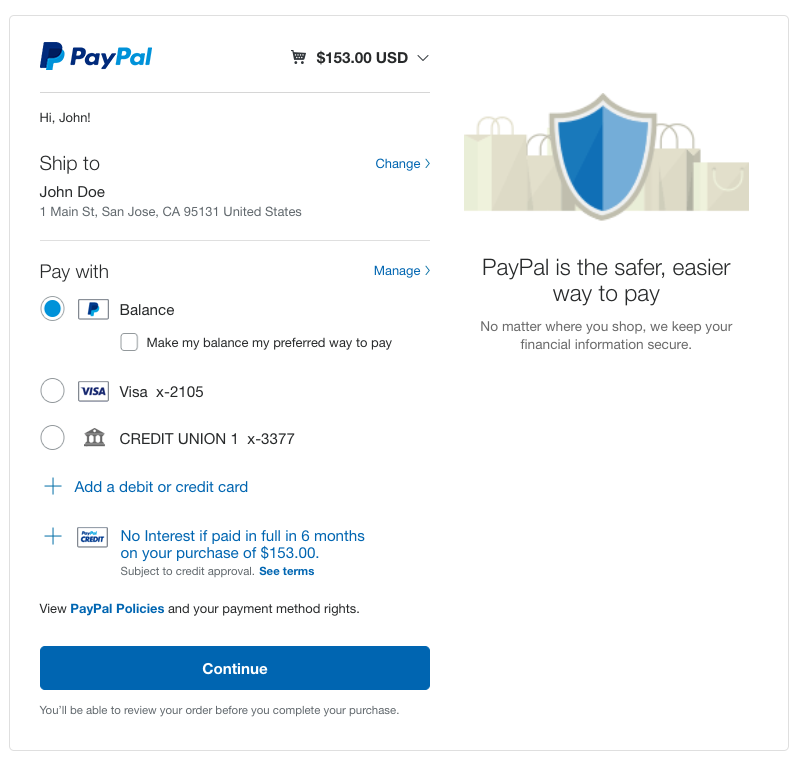 PayPal
$153.00 USD
Hi, John!
Ship to
Change
John Doe
1 Main St, San Jose, CA 95131 United States
Pay with
Manage
Balance
Make my balance my preferred way to pay
VISA
Visa x-2105
CREDIT UNION 1 x-3377
Add a debit or credit card
PayPal
CREDIT
No Interest if paid in full in 6 months
on your purchase of $153.00.
Subject to credit approval. See terms
View PayPal Policies and your payment method rights.
Continue
You'll be able to review your order before you complete your purchase.
PayPal is the safer, easier
way to pay
No matter where you shop, we keep your
financial information secure.